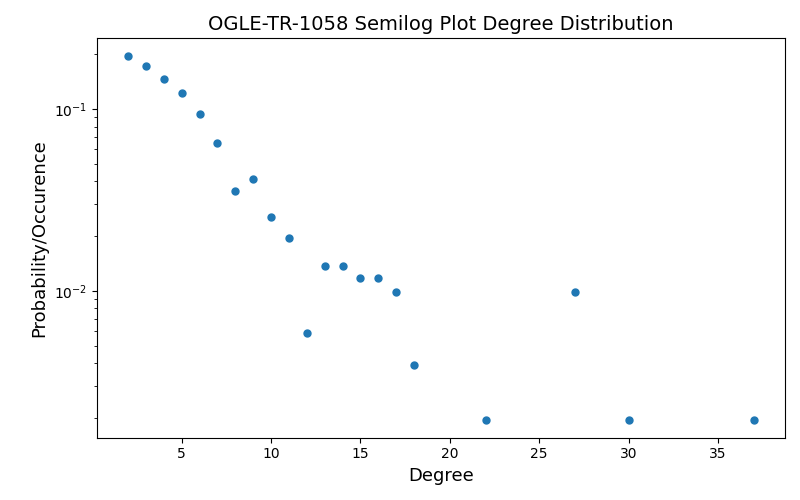 OGLE-TR-1058 Semilog Plot Degree Distribution
Probability/Occurence
10⁻¹
10⁻²
5 10 15 20 25 30 35
Degree